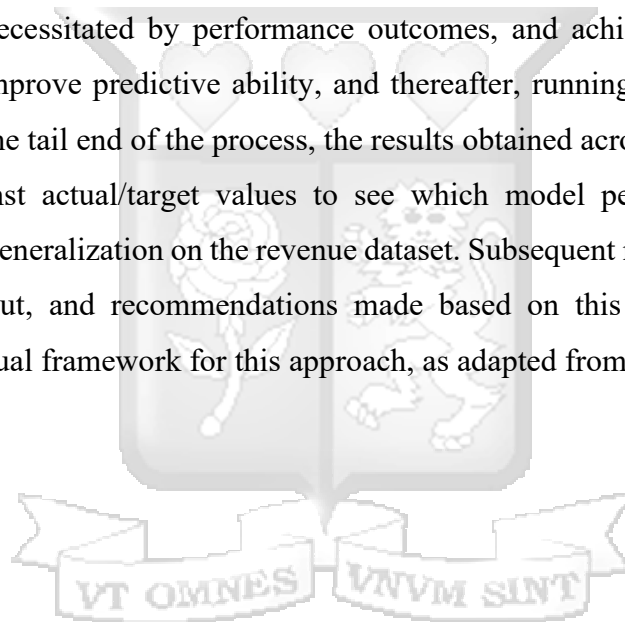 ecessitated by performance outcomes, and achi
mprove predictive ability, and thereafter, running
he tail end of the process, the results obtained acro
nst actual/target values to see which model pe
eneralization on the revenue dataset. Subsequent
ut, and recommendations made based on this
ual framework for this approach, as adapted from
VT OMNES VNVM SINT